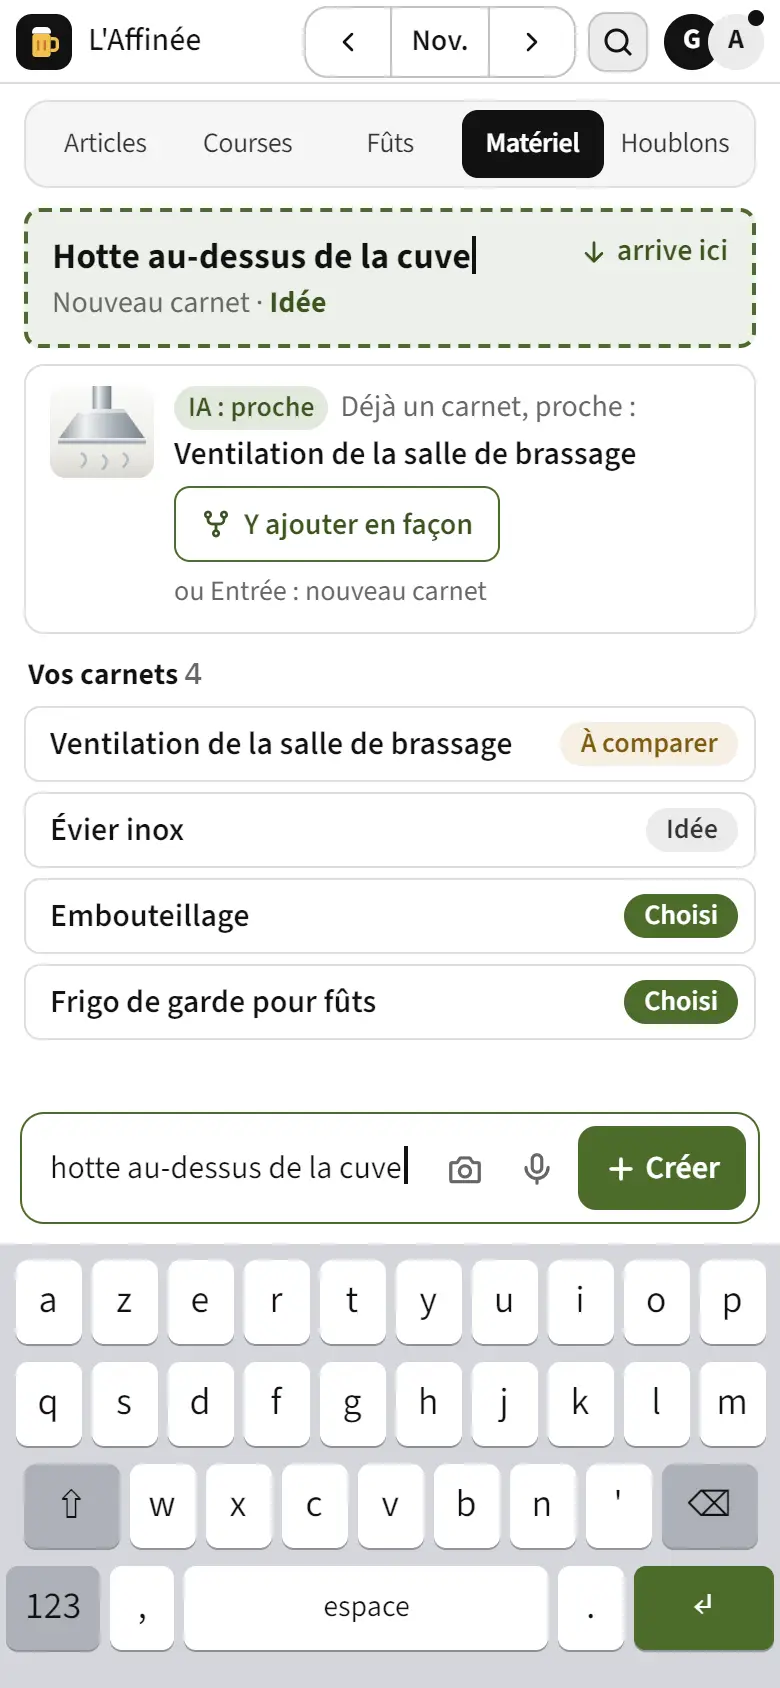 L'Affinée
Nov.
G
A
Articles
Courses
Fûts
Matériel
Houblons
Hotte au-dessus de la cuve
↓ arrive ici
Nouveau carnet · Idée
IA : proche
Déjà un carnet, proche :
Ventilation de la salle de brassage
Y ajouter en façon
ou Entrée : nouveau carnet
Vos carnets 4
Ventilation de la salle de brassage
À comparer
Évier inox
Idée
Embouteillage
Choisi
Frigo de garde pour fûts
Choisi
hotte au-dessus de la cuve
+ Créer
a z e r t y u i o p
q s d f g h j k l m
⇧ w x c v b n ' ⌫
123 , espace . ↵